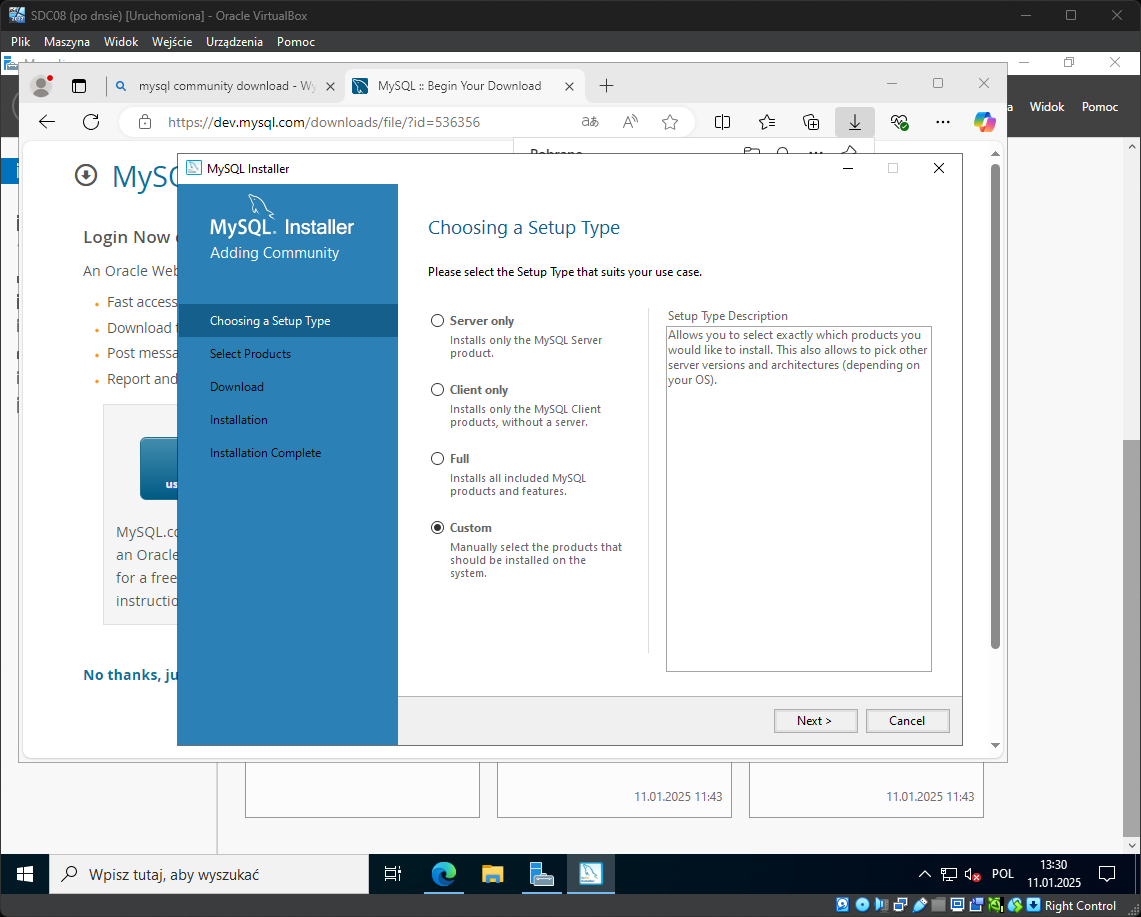 SDC08 (po dnsie) [Uruchomiona] - Oracle VirtualBox
Plik Maszyna Widok Wejście Urządzenia Pomoc
mysql community download - Wy
MySQL :: Begin Your Download
a Widok Pomoc
https://dev.mysql.com/downloads/file/?id=536356
Pobrane
MySQ
MySQL Installer
MySQL. Installer
Adding Community
Login Now
An Oracle Web
Fast access
Download
Post messa
Report and
us
MySQL.co
an Oracle
for a free
instructio
No thanks, ju
Choosing a Setup Type
Select Products
Download
Installation
Installation Complete
Choosing a Setup Type
Please select the Setup Type that suits your use case.
Server only
Installs only the MySQL Server
product.
Client only
Installs only the MySQL Client
products, without a server.
Full
Installs all included MySQL
products and features.
Custom
Manually select the products that
should be installed on the
system.
Setup Type Description
Allows you to select exactly which products you
would like to install. This also allows to pick other
server versions and architectures (depending on
your OS).
Next >
Cancel
11.01.2025 11:43
11.01.2025 11:43
Wpisz tutaj, aby wyszukać
POL
13:30
11.01.2025
Right Control